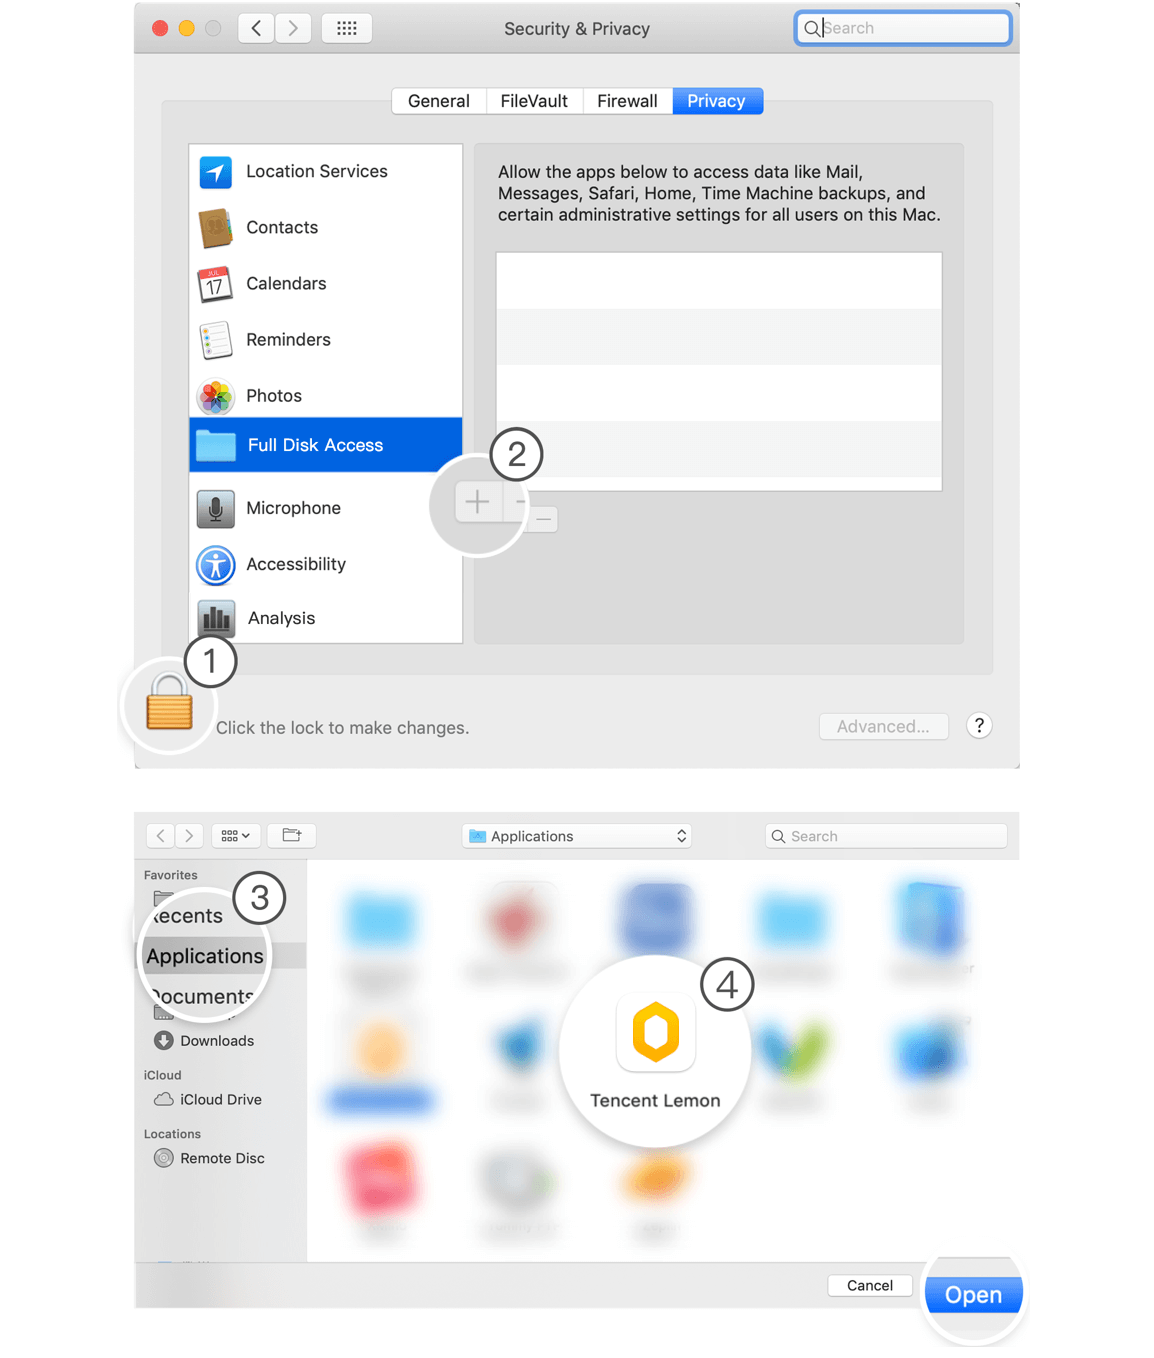 Security & Privacy
Search
General
FileVault
Firewall
Privacy
Location Services
Contacts
JUL
17
Calendars
Reminders
Photos
Full Disk Access
Microphone
Accessibility
Analysis
Allow the apps below to access data like Mail,
Messages, Safari, Home, Time Machine backups, and
certain administrative settings for all users on this Mac.
2
1
Click the lock to make changes.
Advanced...
?
Applications
Search
Favorites
3
Recents
Applications
Documents
Downloads
iCloud
iCloud Drive
Locations
Remote Disc
4
Tencent Lemon
Cancel
Open